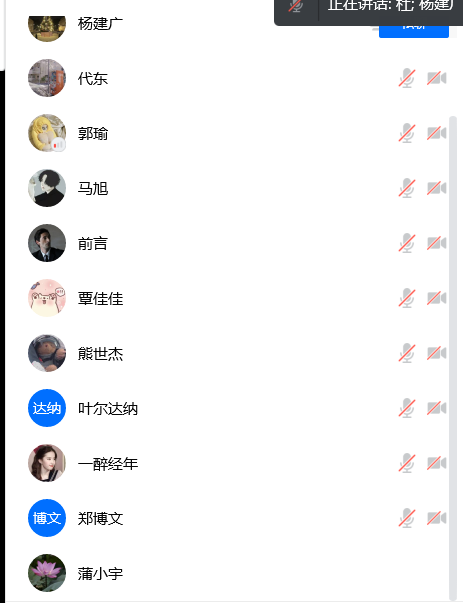 正在讲话: 杜; 杨建广
杨建广
代东
郭瑜
马旭
前言
覃佳佳
熊世杰
达纳
叶尔达纳
一醉经年
博文
郑博文
蒲小宇